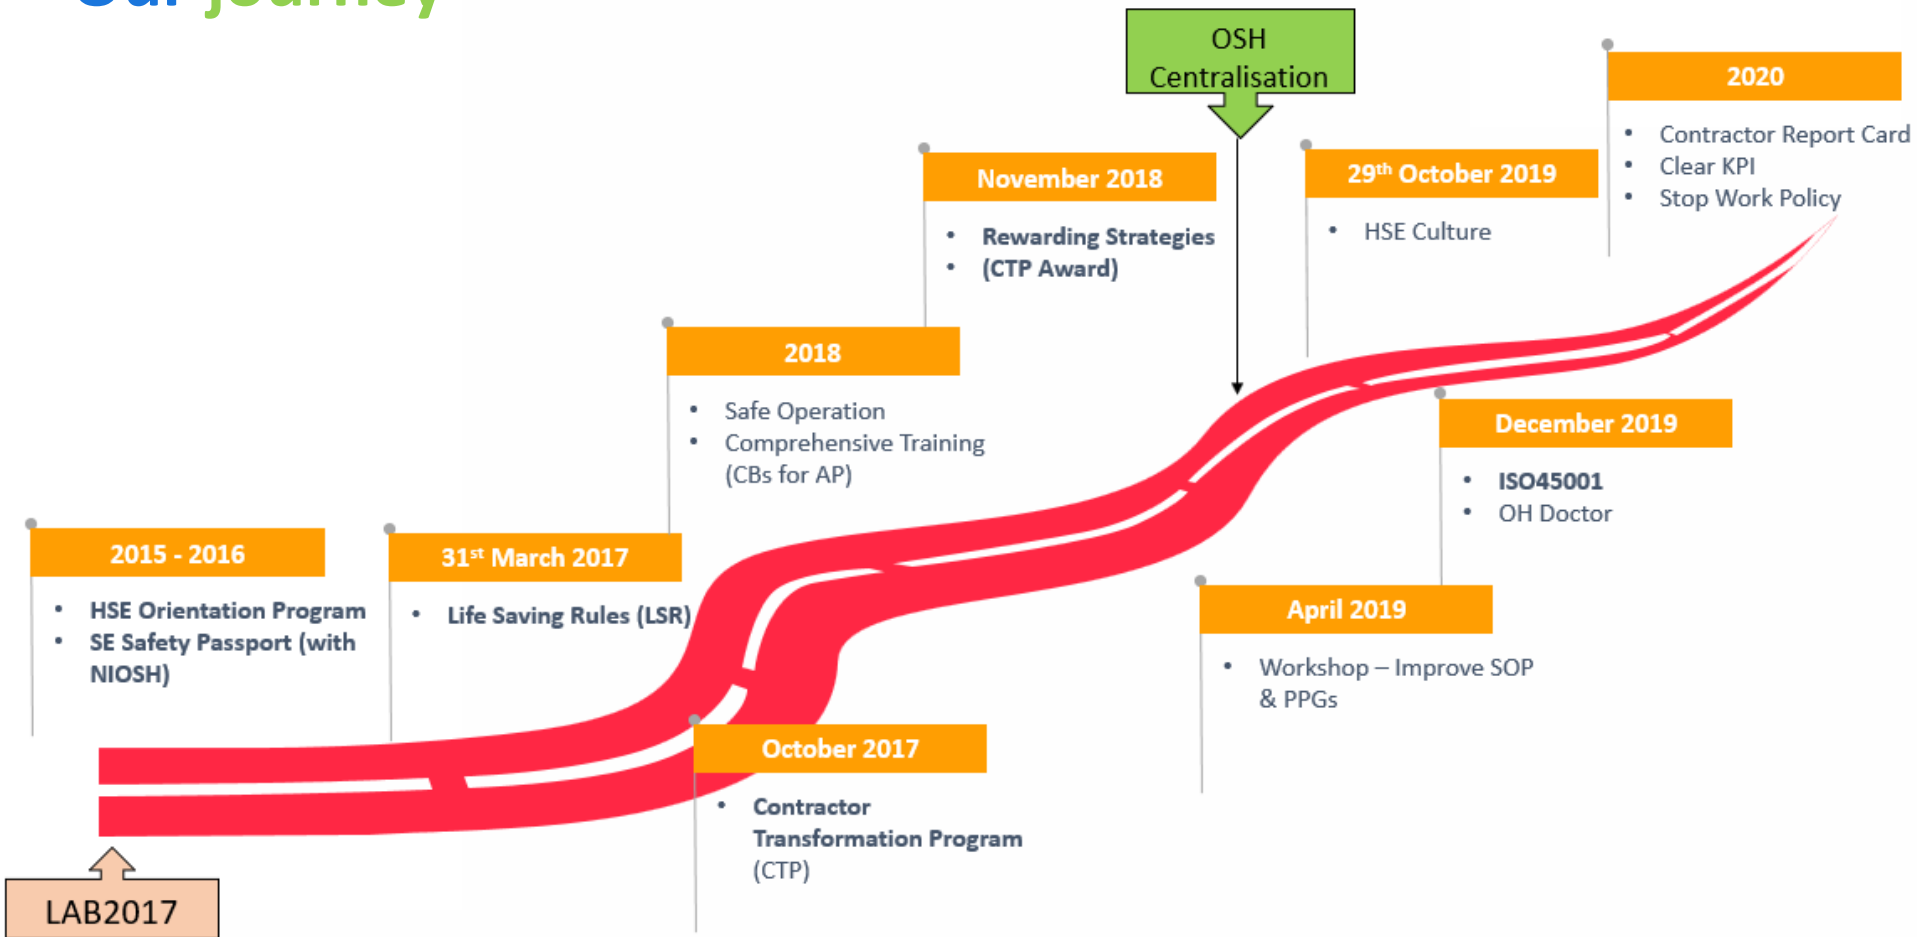 Our journey
OSH
Centralisation
2015 - 2016
• HSE Orientation Program
• SE Safety Passport (with
NIOSH)
31st March 2017
• Life Saving Rules (LSR)
October 2017
• Contractor
Transformation Program
(CTP)
2018
• Safe Operation
• Comprehensive Training
(CBs for AP)
November 2018
• Rewarding Strategies
• (CTP Award)
April 2019
• Workshop – Improve SOP
& PPGs
29th October 2019
• HSE Culture
December 2019
• ISO45001
• OH Doctor
2020
• Contractor Report Card
• Clear KPI
• Stop Work Policy
LAB2017